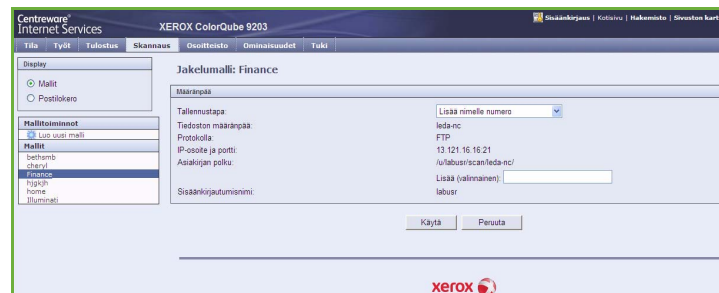 Centreware®
Internet Services
XEROX ColorQube 9203
Sisäänkirjaus | Kotisivu | Hakemisto | Sivuston kart
Tila Työt Tulostus Skannaus Osoitteisto Ominaisuudet Tuki
Display
Mallit
Postilokero
Mallitoiminnot
Luo uusi malli
Mallit
bethsmb
cheryl
Finance
hjgkjh
home
Illuminati
Jakelumalli: Finance
Määränpää
Tallennustapa: Lisää nimelle numero
Tiedoston määränpää: leda-nc
Protokolla: FTP
IP-osoite ja portti: 13.121.16.16:21
Asiakirjan polku: /u/labusr/scan/leda-nc/
Lisää (valinnainen):
Sisäänkirjautumisnimi: labusr
Käytä Peruuta
xerox